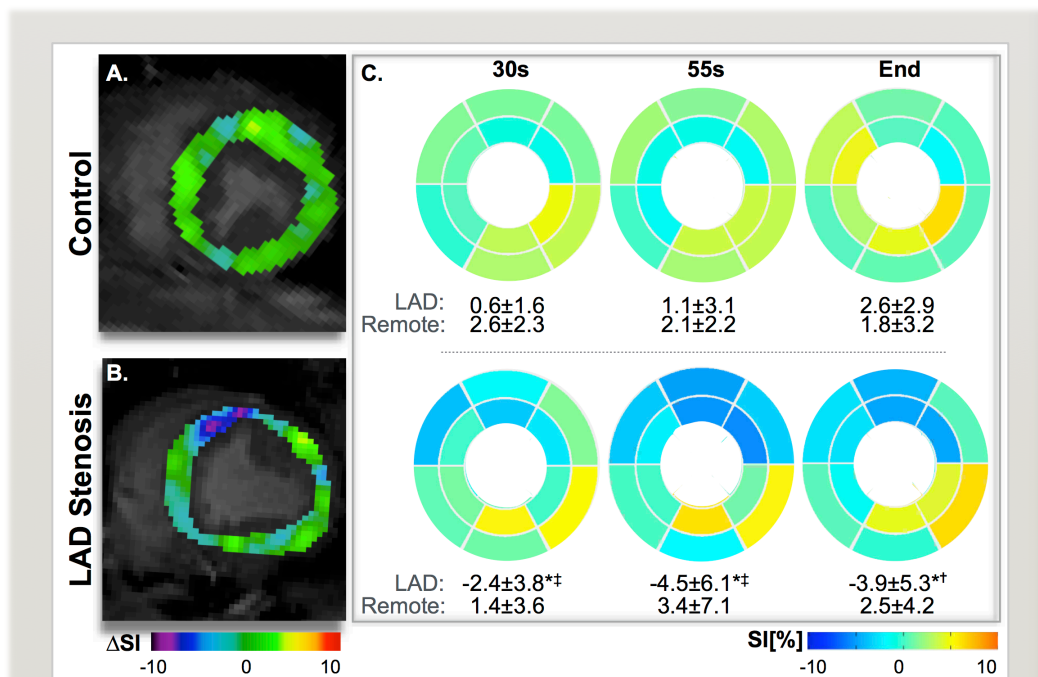 A.
Control
B.
LAD Stenosis
ΔSI
-10 0 10
C.
30s 55s End
LAD: 0.6±1.6 1.1±3.1 2.6±2.9
Remote: 2.6±2.3 2.1±2.2 1.8±3.2
LAD: -2.4±3.8*‡ -4.5±6.1*‡ -3.9±5.3*†
Remote: 1.4±3.6 3.4±7.1 2.5±4.2
SI[%]
-10 0 10